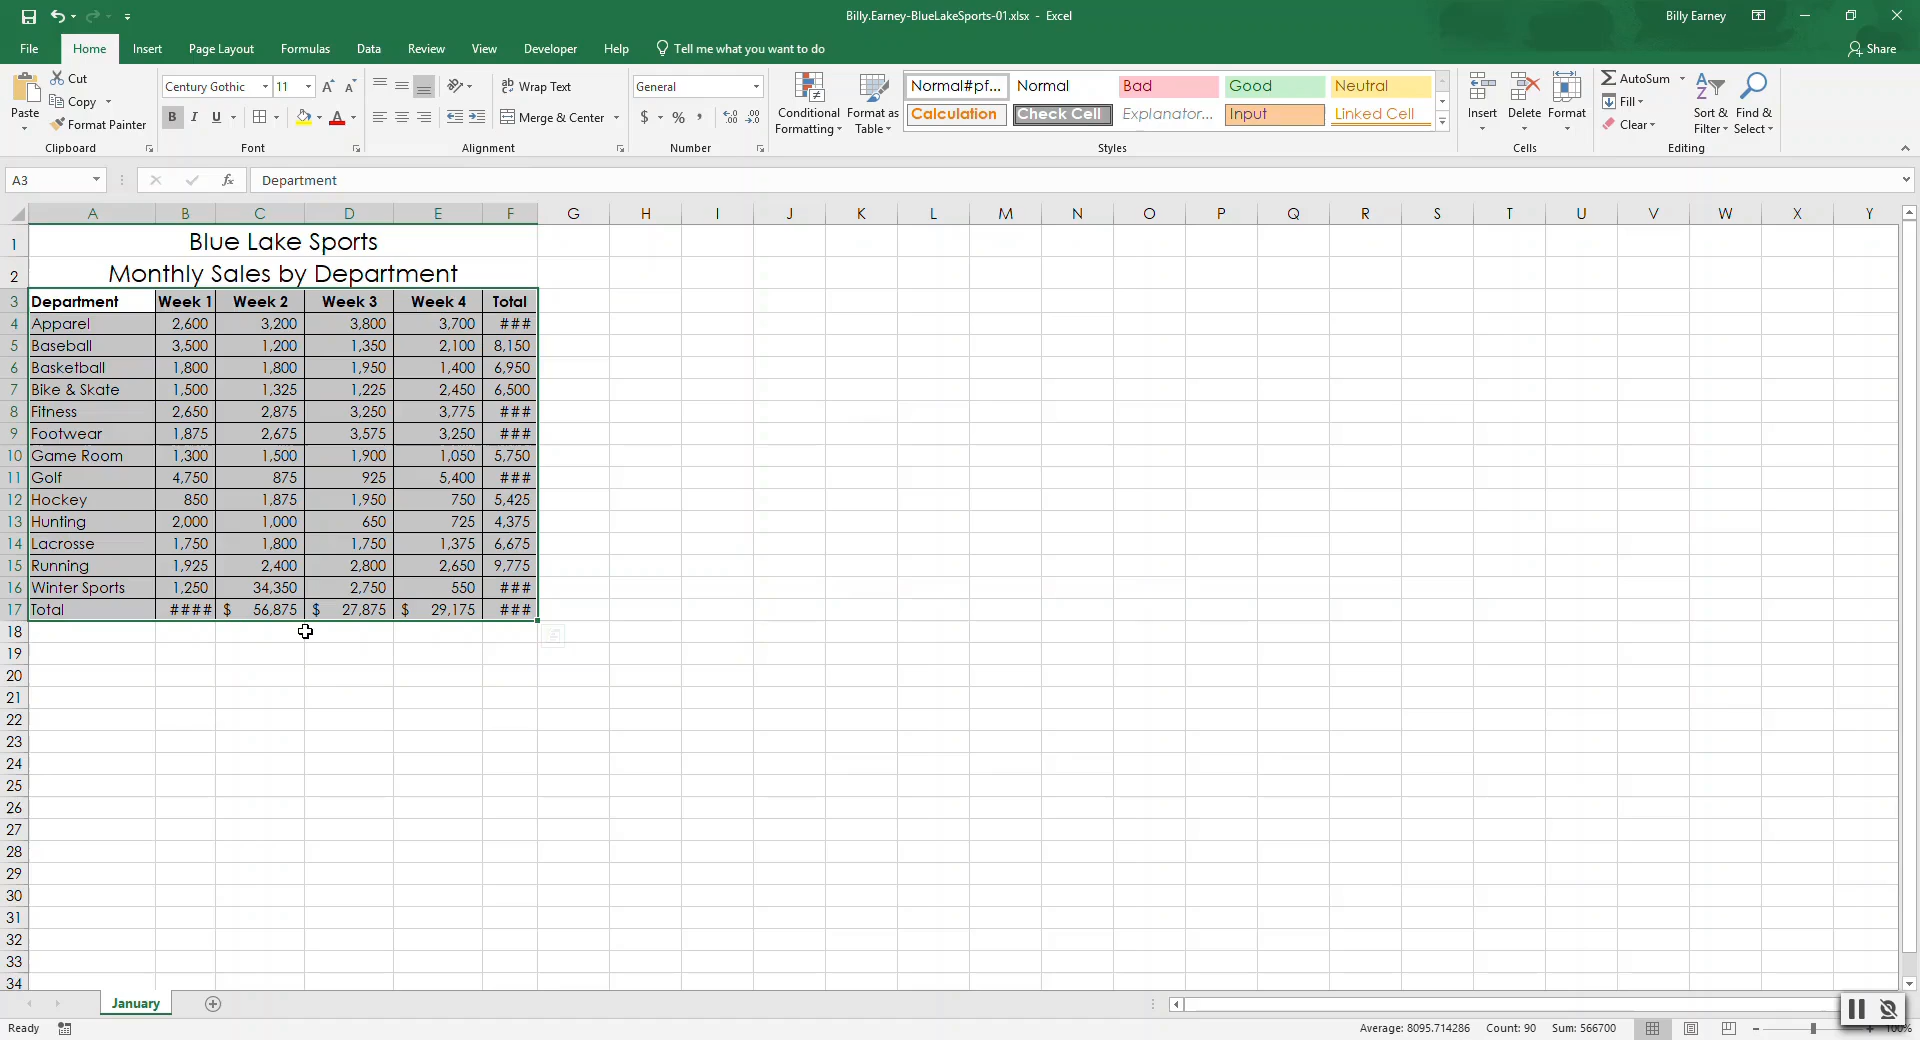 Billy.Earney-BlueLakeSports-01.xlsx - Excel
Billy Earney
File Home Insert Page Layout Formulas Data Review View Developer Help Tell me what you want to do Share
Paste
Cut
Copy
Format Painter
Clipboard
Century Gothic 11
B I U
Font
Wrap Text
Merge & Center
Alignment
General
$ % ,
Number
Conditional Formatting
Format as Table
Normal#pf... Normal Bad Good Neutral
Calculation Check Cell Explanator... Input Linked Cell
Styles
Insert Delete Format
Cells
AutoSum
Fill
Clear
Sort & Filter
Find & Select
Editing
A3 fx Department
A B C D E F G H I J K L M N O P Q R S T U V W X Y
1 Blue Lake Sports
2 Monthly Sales by Department
3 Department Week 1 Week 2 Week 3 Week 4 Total
4 Apparel 2,600 3,200 3,800 3,700 ###
5 Baseball 3,500 1,200 1,350 2,100 8,150
6 Basketball 1,800 1,800 1,950 1,400 6,950
7 Bike & Skate 1,500 1,325 1,225 2,450 6,500
8 Fitness 2,650 2,875 3,250 3,775 ###
9 Footwear 1,875 2,675 3,575 3,250 ###
10 Game Room 1,300 1,500 1,900 1,050 5,750
11 Golf 4,750 875 925 5,400 ###
12 Hockey 850 1,875 1,950 750 5,425
13 Hunting 2,000 1,000 650 725 4,375
14 Lacrosse 1,750 1,800 1,750 1,375 6,675
15 Running 1,925 2,400 2,800 2,650 9,775
16 Winter Sports 1,250 34,350 2,750 550 ###
17 Total #### $ 56,875 $ 27,875 $ 29,175 ###
18
19
20
21
22
23
24
25
26
27
28
29
30
31
32
33
34
January
Ready Average: 8095.714286 Count: 90 Sum: 566700 100%